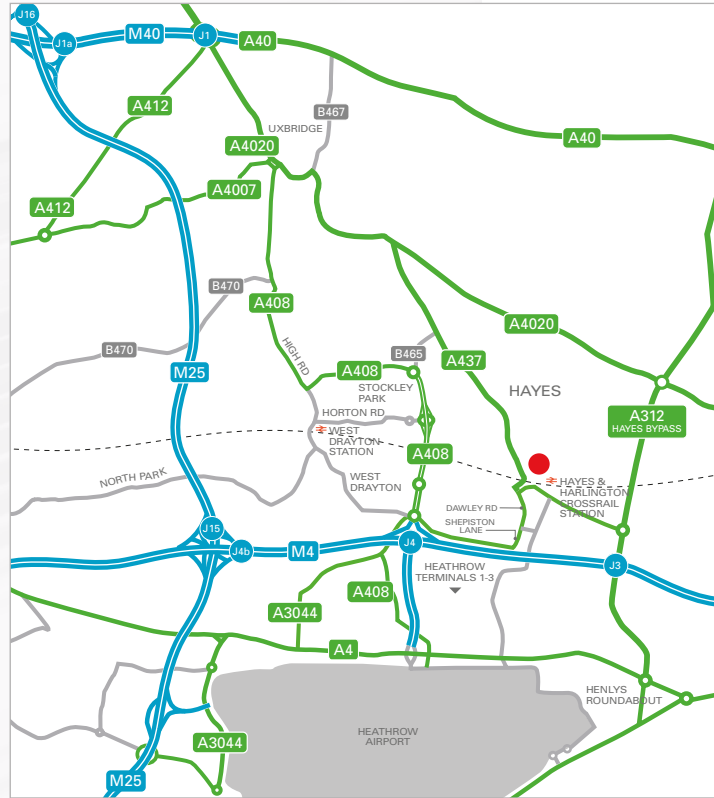 J16
J1a
M40
J1
A40
A412
B467
UXBRIDGE
A40
A4020
A412
A4007
B470
A408
A4020
B470
HIGH RD
B465
A437
M25
A408
STOCKLEY
PARK
HAYES
HORTON RD
A312
HAYES BYPASS
WEST
DRAYTON
STATION
A408
NORTH PARK
WEST
DRAYTON
HAYES &
HARLINGTON
CROSSRAIL
STATION
DAWLEY RD
SHEPISTON
LANE
J15
J4b
M4
J4
J3
HEATHROW
TERMINALS 1-3
A3044
A408
A4
HENLYS
ROUNDABOUT
HEATHROW
AIRPORT
A3044
M25